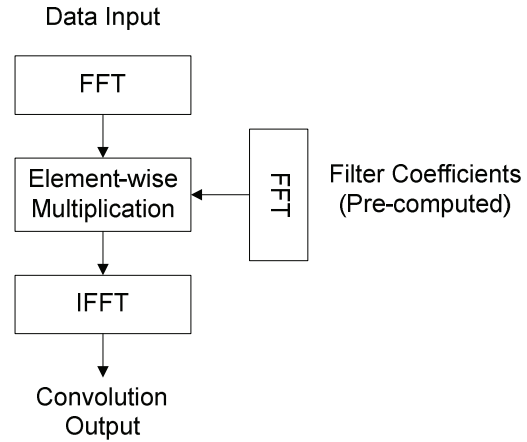 Data Input
FFT
Element-wise
Multiplication
FFT
Filter Coefficients
(Pre-computed)
IFFT
Convolution
Output